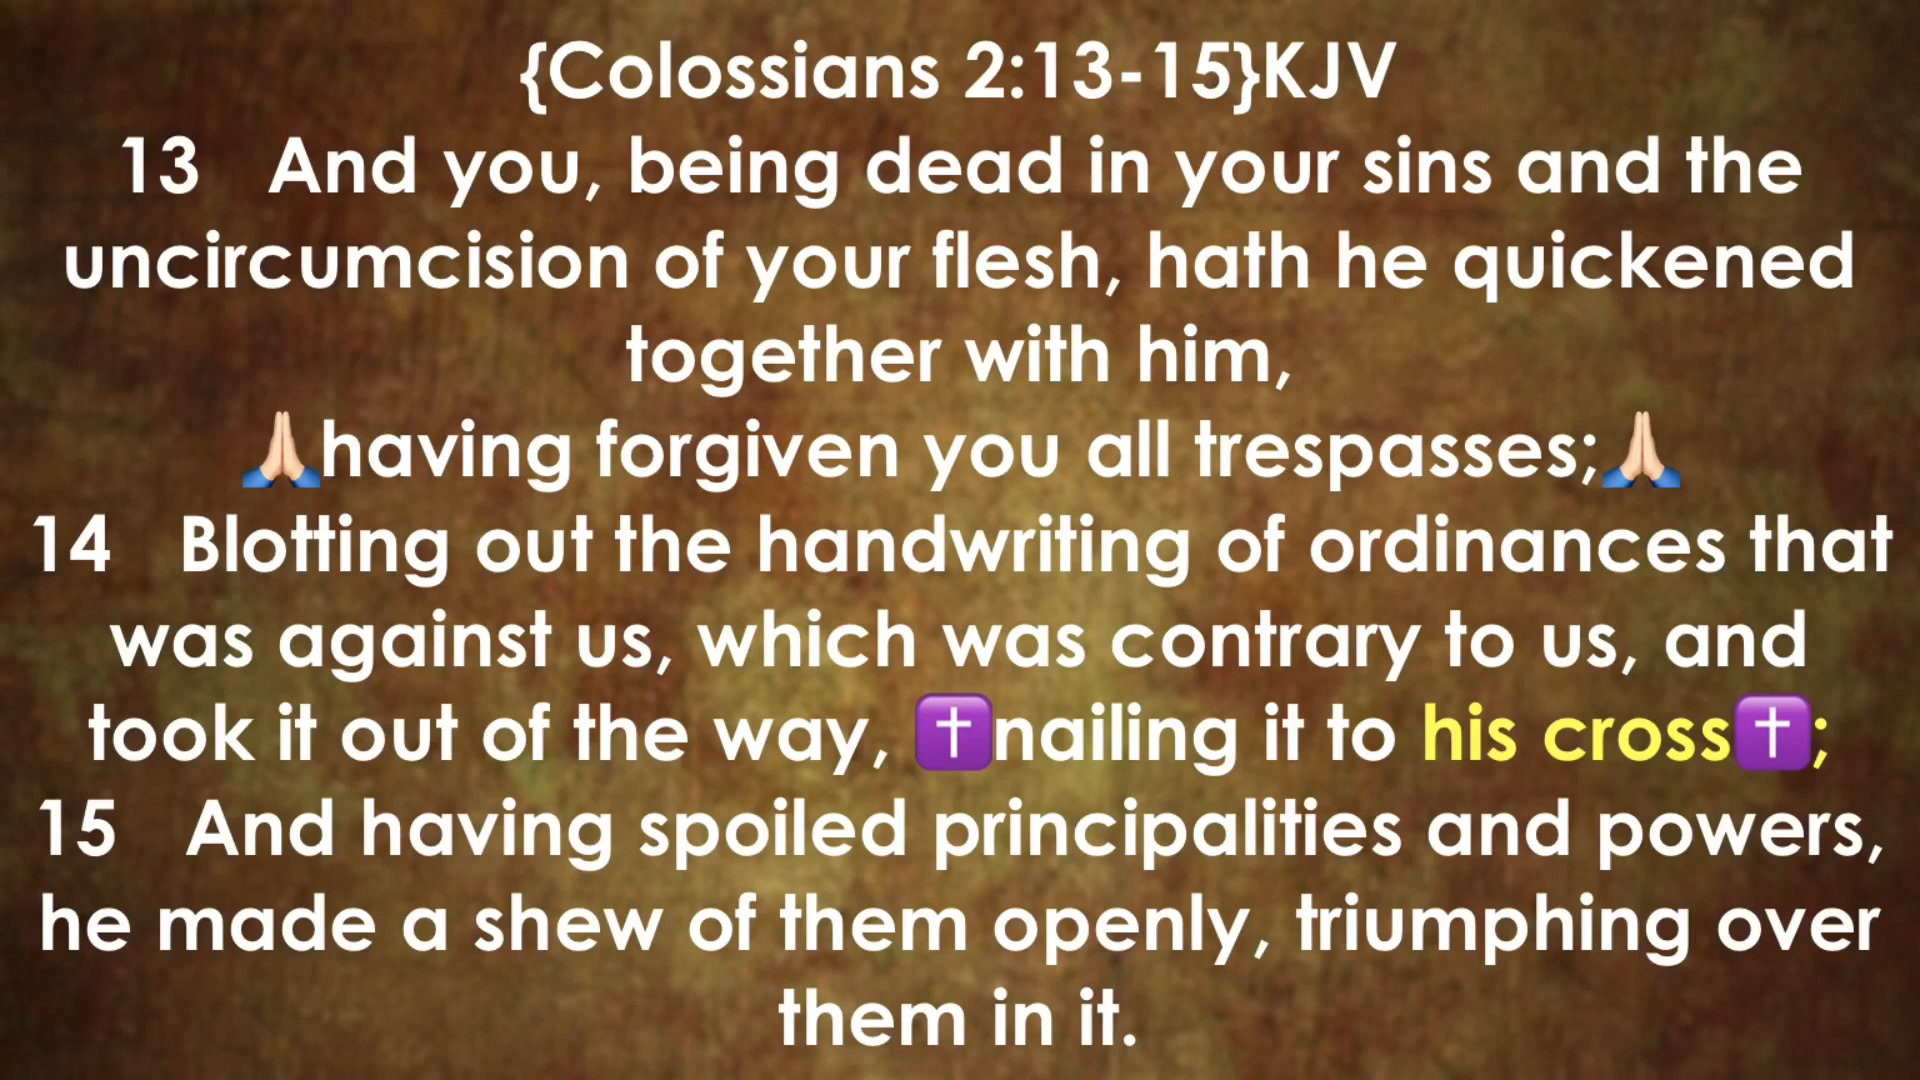 {Colossians 2:13-15}KJV
13 And you, being dead in your sins and the
uncircumcision of your flesh, hath he quickened
together with him,
🙏🏻having forgiven you all trespasses;🙏🏻
14 Blotting out the handwriting of ordinances that
was against us, which was contrary to us, and
took it out of the way, ✝️nailing it to his cross✝️;
15 And having spoiled principalities and powers,
he made a shew of them openly, triumphing over
them in it.